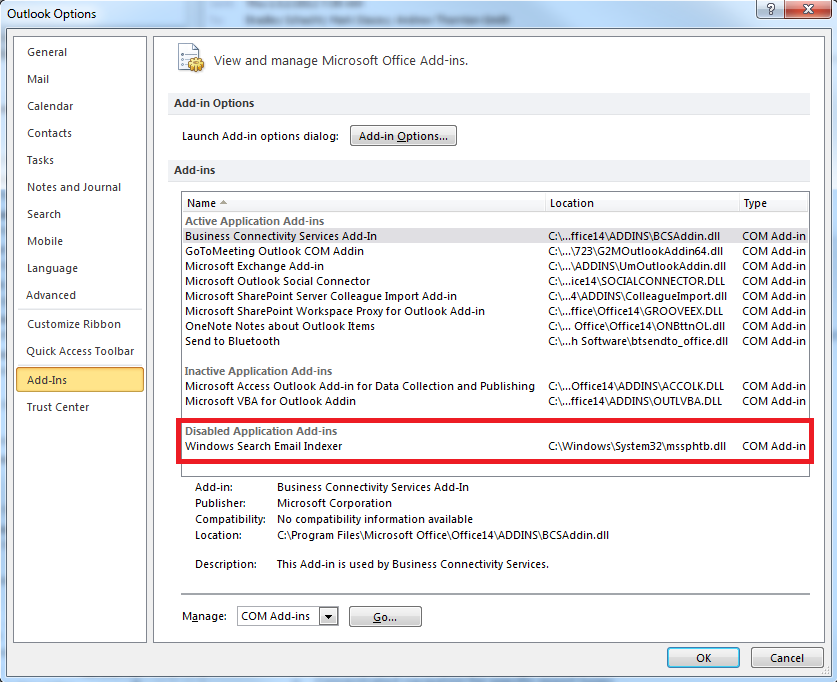 Outlook Options
?
General
Mail
Calendar
Contacts
Tasks
Notes and Journal
Search
Mobile
Language
Advanced
Customize Ribbon
Quick Access Toolbar
Add-Ins
Trust Center
View and manage Microsoft Office Add-ins.
Add-in Options
Launch Add-in options dialog: Add-in Options...
Add-ins
Name Location Type
Active Application Add-ins
Business Connectivity Services Add-In C:\...ffice14\ADDINS\BCSAddin.dll COM Add-in
GoToMeeting Outlook COM Addin C:\...\723\G2MOutlookAddin64.dll COM Add-in
Microsoft Exchange Add-in C:\...\ADDINS\UmOutlookAddin.dll COM Add-in
Microsoft Outlook Social Connector C:\...ice14\SOCIALCONNECTOR.DLL COM Add-in
Microsoft SharePoint Server Colleague Import Add-in C:\...4\ADDINS\ColleagueImport.dll COM Add-in
Microsoft SharePoint Workspace Proxy for Outlook Add-in C:\...ffice\Office14\GROOVEEX.DLL COM Add-in
OneNote Notes about Outlook Items C:\... Office\Office14\ONBttnOL.dll COM Add-in
Send to Bluetooth C:\...h Software\btsendto_office.dll COM Add-in
Inactive Application Add-ins
Microsoft Access Outlook Add-in for Data Collection and Publishing C:\...Office14\ADDINS\ACCOLK.DLL COM Add-in
Microsoft VBA for Outlook Addin C:\...ffice14\ADDINS\OUTLVBA.DLL COM Add-in
Disabled Application Add-ins
Windows Search Email Indexer C:\Windows\System32\mssphtb.dll COM Add-in
Add-in: Business Connectivity Services Add-In
Publisher: Microsoft Corporation
Compatibility: No compatibility information available
Location: C:\Program Files\Microsoft Office\Office14\ADDINS\BCSAddin.dll
Description: This Add-in is used by Business Connectivity Services.
Manage: COM Add-ins Go...
OK Cancel